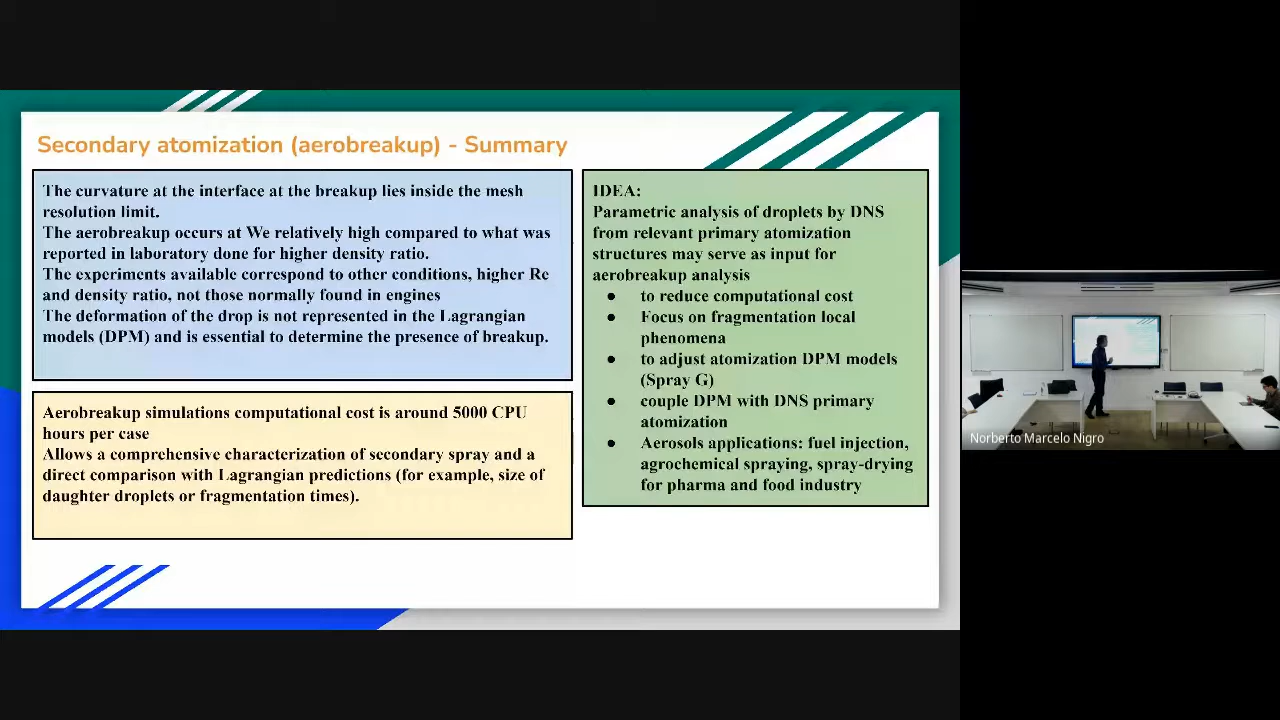 Secondary atomization (aerobreakup) - Summary
The curvature at the interface at the breakup lies inside the mesh
resolution limit.
The aerobreakup occurs at We relatively high compared to what was
reported in laboratory done for higher density ratio.
The experiments available correspond to other conditions, higher Re
and density ratio, not those normally found in engines
The deformation of the drop is not represented in the Lagrangian
models (DPM) and is essential to determine the presence of breakup.
Aerobreakup simulations computational cost is around 5000 CPU
hours per case
Allows a comprehensive characterization of secondary spray and a
direct comparison with Lagrangian predictions (for example, size of
daughter droplets or fragmentation times).
IDEA:
Parametric analysis of droplets by DNS
from relevant primary atomization
structures may serve as input for
aerobreakup analysis
● to reduce computational cost
● Focus on fragmentation local
phenomena
● to adjust atomization DPM models
(Spray G)
● couple DPM with DNS primary
atomization
● Aerosols applications: fuel injection,
agrochemical spraying, spray-drying
for pharma and food industry
Norberto Marcelo Nigro